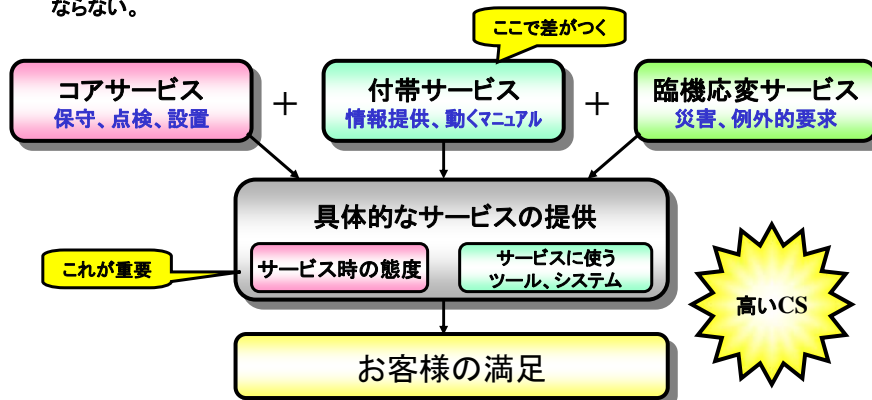 ならない。
ここで差がつく
コアサービス
保守、点検、設置
＋
付帯サービス
情報提供、動くマニュアル
＋
臨機応変サービス
災害、例外的要求
具体的なサービスの提供
これが重要
サービス時の態度
サービスに使う
ツール、システム
高いCS
お客様の満足